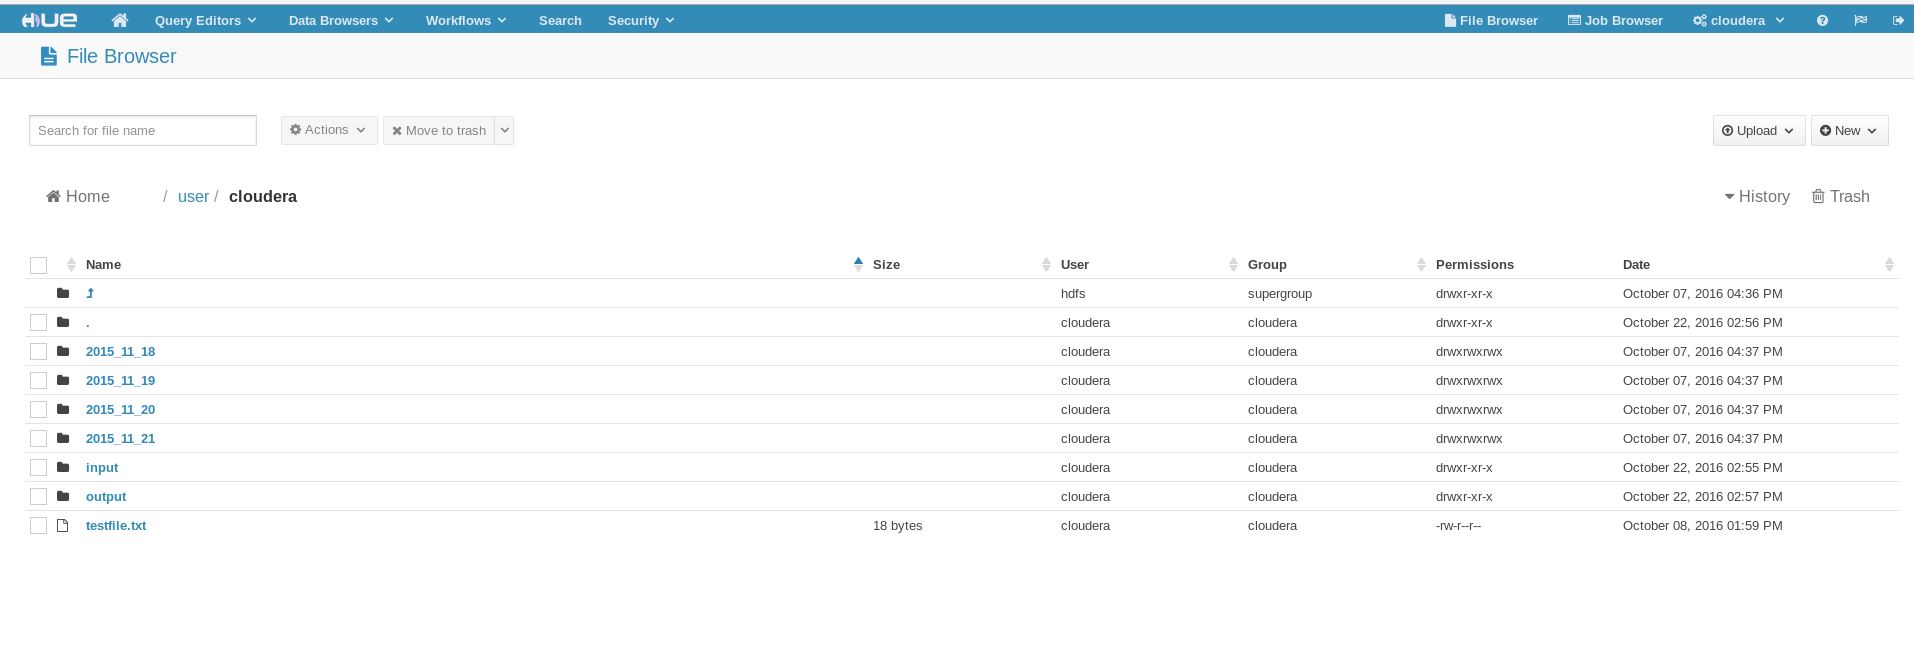 HUE Query Editors Data Browsers Workflows Search Security File Browser Job Browser cloudera
File Browser
Search for file name Actions Move to trash Upload New
Home / user / cloudera History Trash
Name Size User Group Permissions Date
hdfs supergroup drwxr-xr-x October 07, 2016 04:36 PM
. cloudera cloudera drwxr-xr-x October 22, 2016 02:56 PM
2015_11_18 cloudera cloudera drwxrwxrwx October 07, 2016 04:37 PM
2015_11_19 cloudera cloudera drwxrwxrwx October 07, 2016 04:37 PM
2015_11_20 cloudera cloudera drwxrwxrwx October 07, 2016 04:37 PM
2015_11_21 cloudera cloudera drwxrwxrwx October 07, 2016 04:37 PM
input cloudera cloudera drwxr-xr-x October 22, 2016 02:55 PM
output cloudera cloudera drwxr-xr-x October 22, 2016 02:57 PM
testfile.txt 18 bytes cloudera cloudera -rw-r--r-- October 08, 2016 01:59 PM